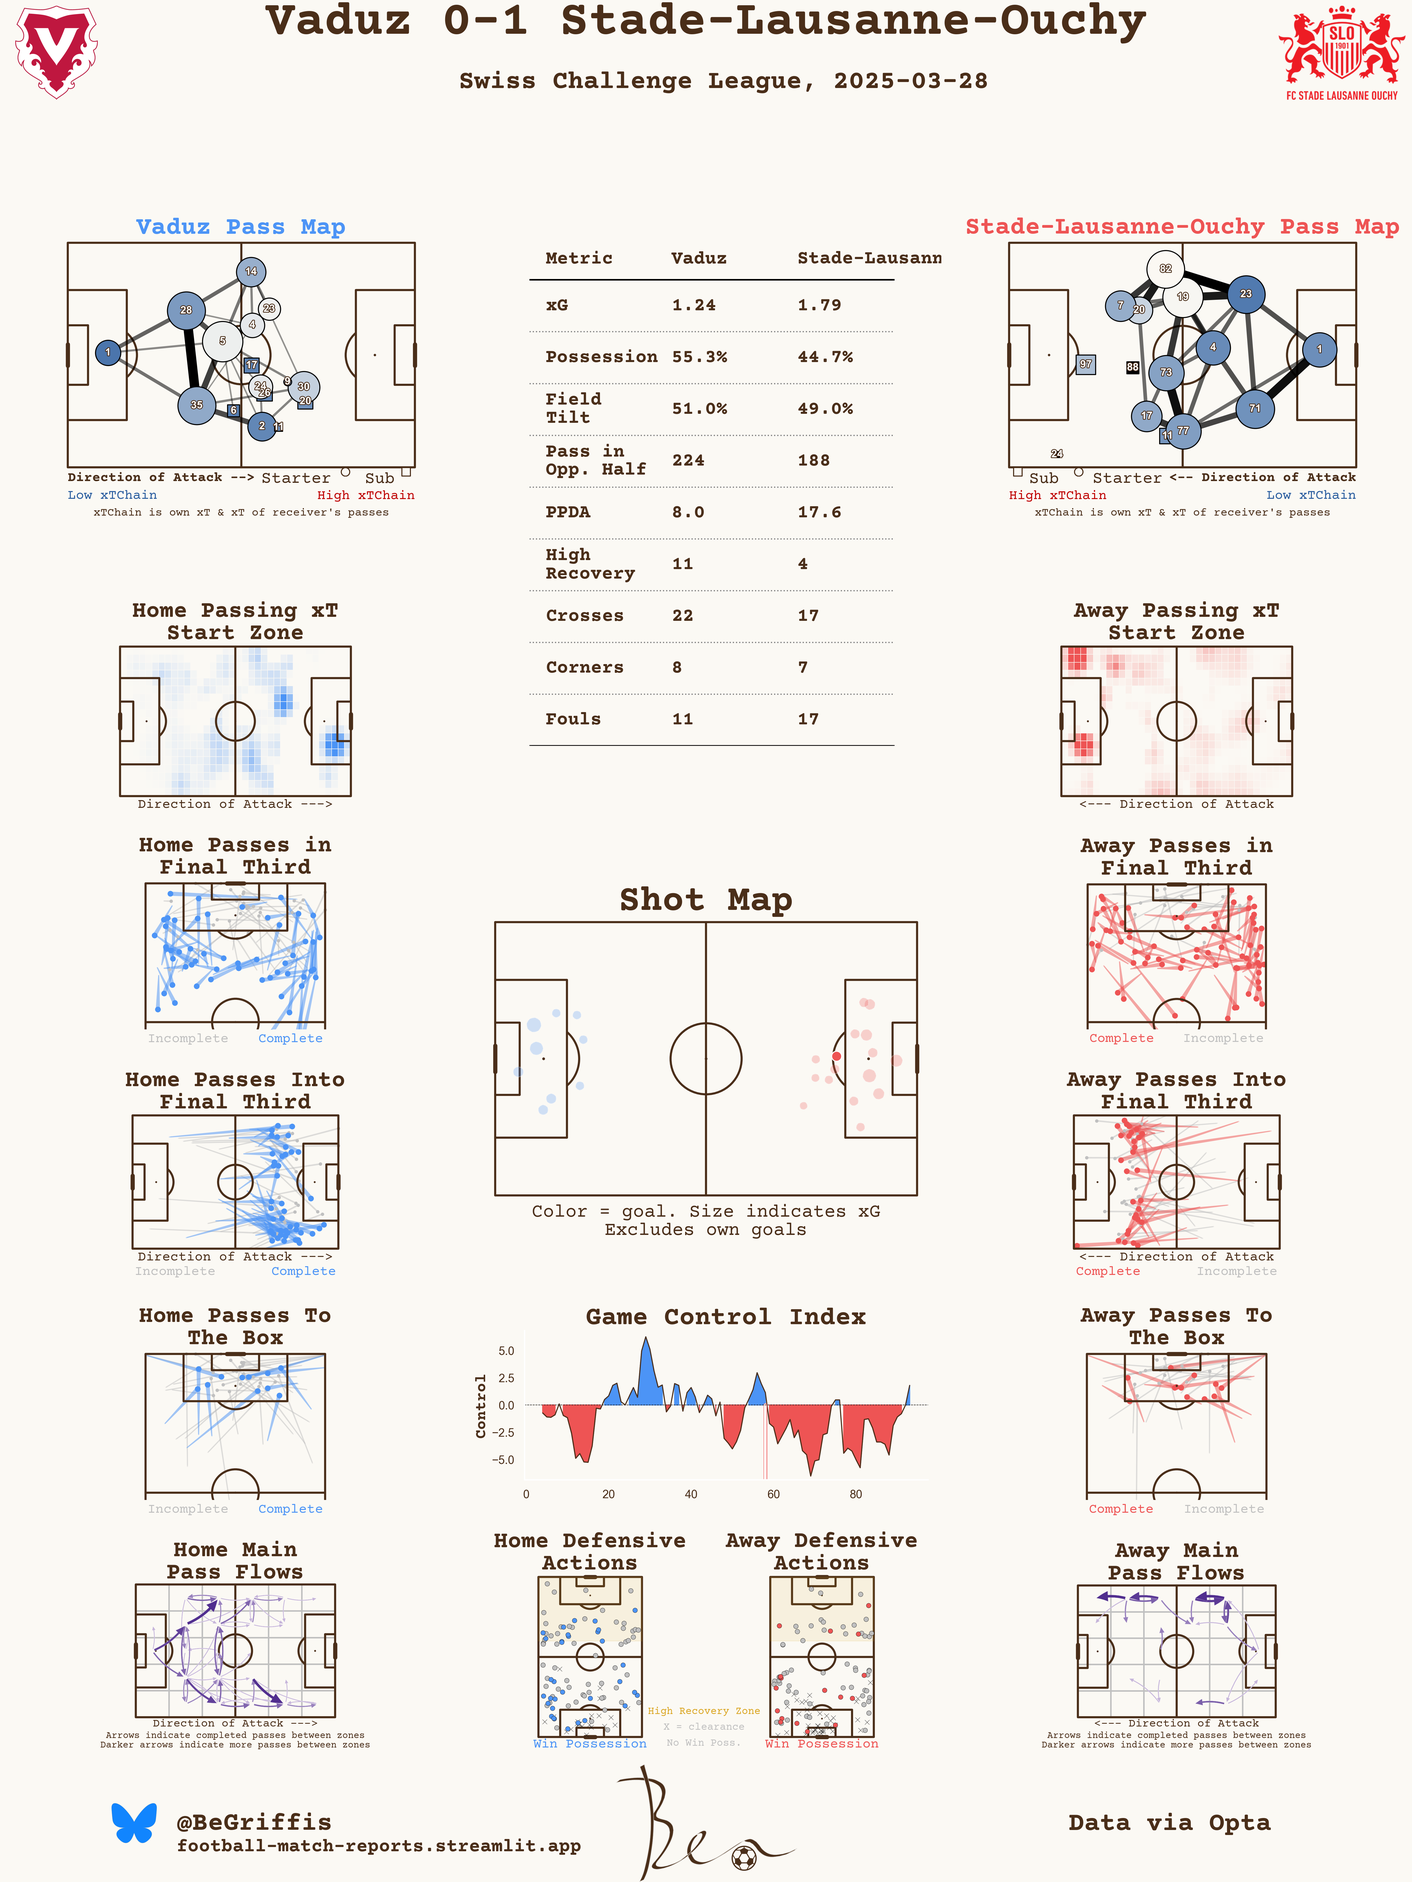 Vaduz 0-1 Stade-Lausanne-Ouchy
Swiss Challenge League, 2025-03-28
V
SLO
1901
FC STADE LAUSANNE OUCHY
Vaduz Pass Map
14
28
23
4
5
1
17
24
9
30
26
20
35
6
2
11
Direction of Attack --> Starter Sub
Low xTChain High xTChain
xTChain is own xT & xT of receiver's passes
Metric Vaduz Stade-Lausann
xG 1.24 1.79
Possession 55.3% 44.7%
Field
Tilt 51.0% 49.0%
Pass in
Opp. Half 224 188
PPDA 8.0 17.6
High
Recovery 11 4
Crosses 22 17
Corners 8 7
Fouls 11 17
Stade-Lausanne-Ouchy Pass Map
82
19
23
7
20
4
1
97
88
73
71
17
11
77
24
Sub Starter <-- Direction of Attack
High xTChain Low xTChain
xTChain is own xT & xT of receiver's passes
Home Passing xT
Start Zone
Direction of Attack --->
Away Passing xT
Start Zone
<--- Direction of Attack
Home Passes in
Final Third
Incomplete Complete
Away Passes in
Final Third
Complete Incomplete
Shot Map
Color = goal. Size indicates xG
Excludes own goals
Home Passes Into
Final Third
Direction of Attack --->
Incomplete Complete
Away Passes Into
Final Third
<--- Direction of Attack
Complete Incomplete
Home Passes To
The Box
Incomplete Complete
Game Control Index
Control
5.0
2.5
0.0
−2.5
−5.0
0 20 40 60 80
Away Passes To
The Box
Complete Incomplete
Home Main
Pass Flows
Direction of Attack --->
Arrows indicate completed passes between zones
Darker arrows indicate more passes between zones
Home Defensive
Actions
Win Possession
High Recovery Zone
X = clearance
No Win Poss.
Away Defensive
Actions
Win Possession
Away Main
Pass Flows
<--- Direction of Attack
Arrows indicate completed passes between zones
Darker arrows indicate more passes between zones
@BeGriffis
football-match-reports.streamlit.app
Ben
Data via Opta